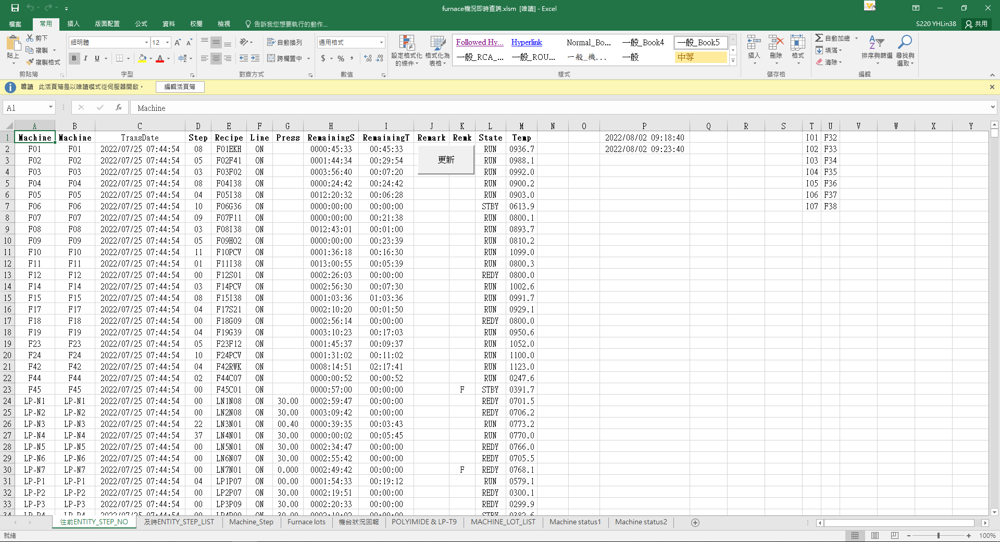 furnace機況即時查詢.xlsm [唯讀] - Excel
檔案 常用 插入 版面配置 公式 資料 校閱 檢視 告訴我您想要執行的動作... S220 YHLin38 共用
貼上 剪下 複製 複製格式 剪貼簿
細明體 12 B I U 字型
自動換列 跨欄置中 對齊方式
通用格式 $ % 數值
設定格式化的條件 格式化為表格
Followed Hy... Hyperlink Normal_Bo... 一般_Book4 一般_Book5
一般_RCA_... 一般_ROU... 一般_機... 一般 中等
樣式
插入 刪除 格式 儲存格
自動加總 填滿 清除 排序與篩選 尋找與選取 編輯
唯讀 此活頁簿是以唯讀模式從伺服器開啟。 編輯活頁簿
A1 fx Machine
A B C D E F G H I J K L M N O P Q R S T U V W X Y
1 Machine Machine TransDate Step Recipe Line Press RemainingS RemainingT Remark Remk State Temp 2022/08/02 09:18:40 I01 F32
2 F01 F01 2022/07/25 07:44:54 08 F01EKH ON 0000:45:33 00:45:33 RUN 0936.7 2022/08/02 09:23:40 I02 F33
更新
3 F02 F02 2022/07/25 07:44:54 05 F02F41 ON 0001:44:34 00:29:54 RUN 0988.1 I03 F34
4 F03 F03 2022/07/25 07:44:54 03 F03F02 ON 0003:56:40 00:07:20 RUN 0992.0 I04 F35
5 F04 F04 2022/07/25 07:44:54 08 F04I38 ON 0000:24:42 00:24:42 RUN 0900.2 I05 F36
6 F05 F05 2022/07/25 07:44:54 04 F05I38 ON 0012:20:32 00:06:28 RUN 0903.0 I06 F37
7 F06 F06 2022/07/25 07:44:54 10 F06G36 ON 0000:00:00 00:00:00 STBY 0613.9 I07 F38
8 F07 F07 2022/07/25 07:44:54 09 F07F11 ON 0000:00:00 00:21:38 RUN 0800.1
9 F08 F08 2022/07/25 07:44:54 03 F08I38 ON 0012:43:01 00:01:00 RUN 0893.7
10 F09 F09 2022/07/25 07:44:54 05 F09H02 ON 0000:00:00 00:23:39 RUN 0810.2
11 F10 F10 2022/07/25 07:44:54 11 F10PCV ON 0001:36:18 00:16:30 RUN 1099.0
12 F11 F11 2022/07/25 07:44:54 01 F11I38 ON 0013:00:55 00:05:39 RUN 0800.3
13 F12 F12 2022/07/25 07:44:54 00 F12S01 ON 0002:26:03 00:00:00 REDY 0800.0
14 F14 F14 2022/07/25 07:44:54 03 F14PCV ON 0002:56:30 00:07:30 RUN 1002.6
15 F15 F15 2022/07/25 07:44:54 08 F15I38 ON 0001:03:36 01:03:36 RUN 0991.7
16 F17 F17 2022/07/25 07:44:54 04 F17S21 ON 0002:10:20 00:01:50 RUN 0929.1
17 F18 F18 2022/07/25 07:44:54 00 F18G09 ON 0002:56:14 00:00:00 REDY 0800.0
18 F19 F19 2022/07/25 07:44:54 04 F19G39 ON 0003:10:23 00:17:03 RUN 0950.6
19 F23 F23 2022/07/25 07:44:54 05 F23F12 ON 0001:45:37 00:09:37 RUN 1052.0
20 F24 F24 2022/07/25 07:44:54 10 F24PCV ON 0001:31:02 00:11:02 RUN 1100.0
21 F42 F42 2022/07/25 07:44:54 04 F42RWK ON 0008:14:51 02:17:41 RUN 1123.0
22 F44 F44 2022/07/25 07:44:54 02 F44C07 ON 0000:00:52 00:00:52 RUN 0247.6
23 F45 F45 2022/07/25 07:44:54 00 F45C01 ON 0000:57:00 00:00:00 F STBY 0391.7
24 LP-N1 LP-N1 2022/07/25 07:44:54 00 LN1N08 ON 30.00 0002:59:47 00:00:00 REDY 0701.5
25 LP-N2 LP-N2 2022/07/25 07:44:54 00 LN2N08 ON 30.00 0003:09:42 00:00:00 REDY 0706.2
26 LP-N3 LP-N3 2022/07/25 07:44:54 22 LN3N01 ON 00.40 0000:39:35 00:03:43 RUN 0773.2
27 LP-N4 LP-N4 2022/07/25 07:44:54 37 LN4N01 ON 30.00 0000:00:02 00:05:45 RUN 0770.0
28 LP-N5 LP-N5 2022/07/25 07:44:54 00 LN5N01 ON 30.00 0002:34:47 00:00:00 REDY 0766.0
29 LP-N6 LP-N6 2022/07/25 07:44:54 00 LN6N07 ON 30.00 0002:55:42 00:00:00 REDY 0705.5
30 LP-N7 LP-N7 2022/07/25 07:44:54 00 LN7N01 ON 0.000 0002:49:42 00:00:00 F REDY 0768.1
31 LP-P1 LP-P1 2022/07/25 07:44:54 04 LP1P07 ON 00.00 0001:54:33 00:19:12 RUN 0579.1
32 LP-P2 LP-P2 2022/07/25 07:44:54 00 LP2P07 ON 30.00 0002:19:51 00:00:00 REDY 0300.1
33 LP-P3 LP-P3 2022/07/25 07:44:54 00 LP3P09 ON 30.00 0002:20:33 00:00:00 REDY 0299.9
往前ENTITY_STEP_NO 及時ENTITY_STEP_LIST Machine_Step Furnace lots 機台狀況回報 POLYIMIDE & LP-T9 MACHINE_LOT_LIST Machine status1 Machine status2
就緒 100%